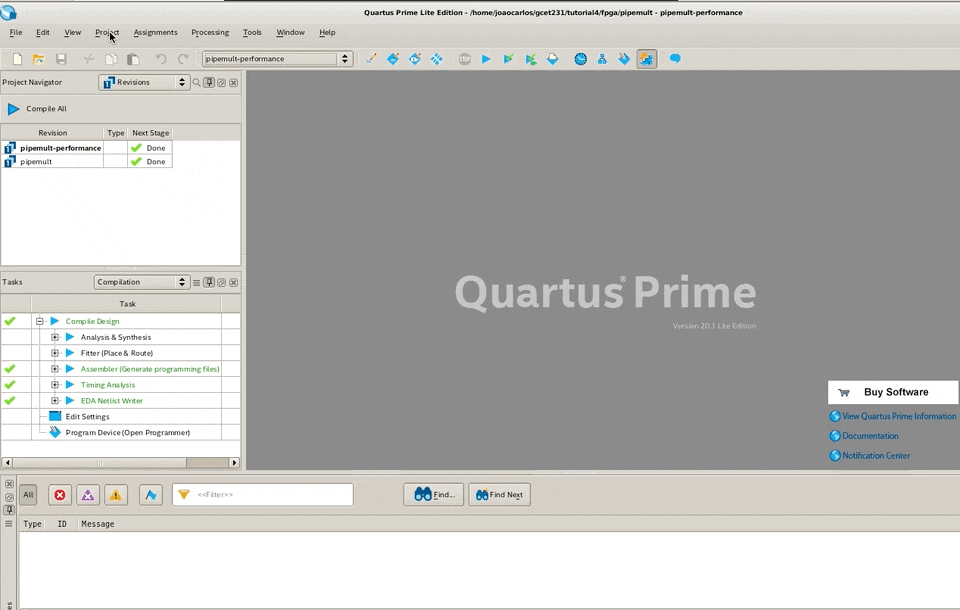 Quartus Prime Lite Edition - /home/joaocarlos/gcet231/tutorial4/fpga/pipemult - pipemult-performance
File Edit View Project Assignments Processing Tools Window Help
pipemult-performance
Project Navigator Revisions
Compile All
Revision Type Next Stage
pipemult-performance Done
pipemult Done
Quartus® Prime
Version 20.1 Lite Edition
Buy Software
View Quartus Prime Information
Documentation
Notification Center
Tasks Compilation
Task
Compile Design
Analysis & Synthesis
Fitter (Place & Route)
Assembler (Generate programming files)
Timing Analysis
EDA Netlist Writer
Edit Settings
Program Device (Open Programmer)
All <<Filter>> Find... Find Next
Type ID Message